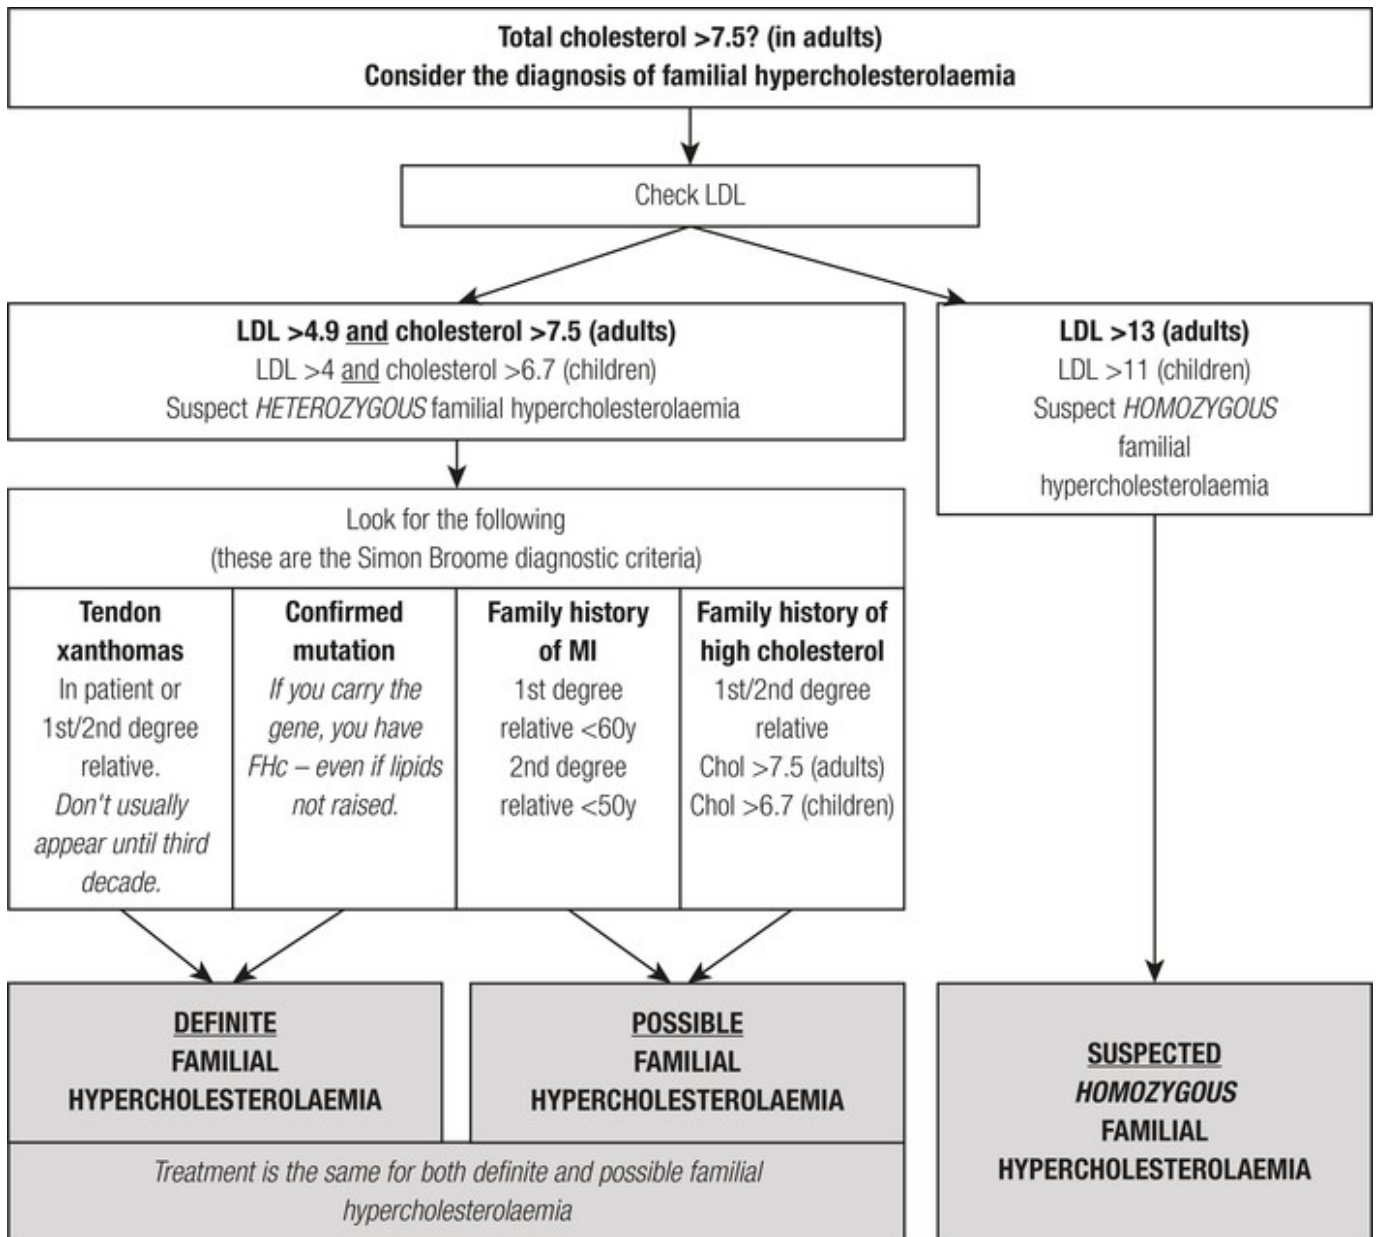 Total cholesterol >7.5? (in adults)
Consider the diagnosis of familial hypercholesterolaemia
Check LDL
LDL >4.9 and cholesterol >7.5 (adults)
LDL >4 and cholesterol >6.7 (children)
Suspect HETEROZYGOUS familial hypercholesterolaemia
LDL >13 (adults)
LDL >11 (children)
Suspect HOMOZYGOUS
familial
hypercholesterolaemia
Look for the following
(these are the Simon Broome diagnostic criteria)
Tendon
xanthomas
In patient or
1st/2nd degree
relative.
Don't usually
appear until third
decade.
Confirmed
mutation
If you carry the
gene, you have
FHc – even if lipids
not raised.
Family history
of MI
1st degree
relative <60y
2nd degree
relative <50y
Family history of
high cholesterol
1st/2nd degree
relative
Chol >7.5 (adults)
Chol >6.7 (children)
DEFINITE
FAMILIAL
HYPERCHOLESTEROLAEMIA
POSSIBLE
FAMILIAL
HYPERCHOLESTEROLAEMIA
SUSPECTED
HOMOZYGOUS
FAMILIAL
HYPERCHOLESTEROLAEMIA
Treatment is the same for both definite and possible familial
hypercholesterolaemia